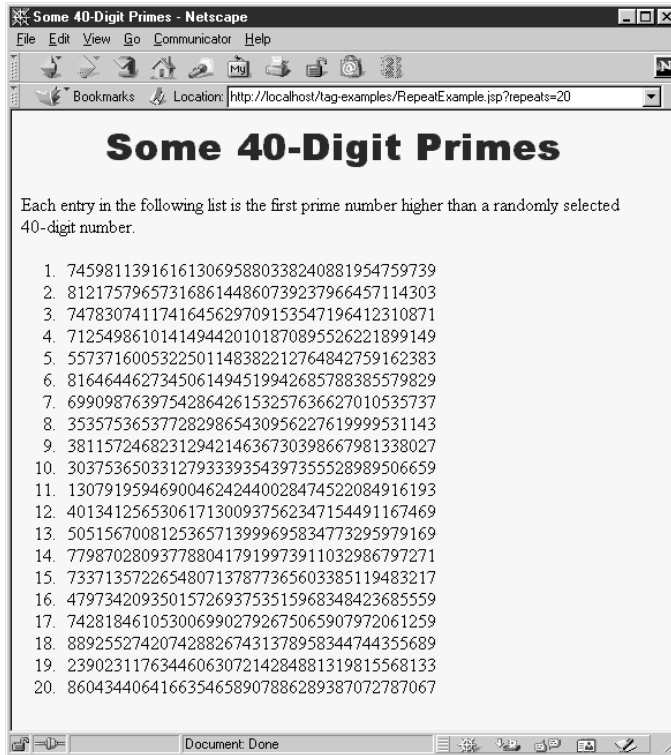 Some 40-Digit Primes - Netscape
File Edit View Go Communicator Help
My
N
Bookmarks Location: http://localhost/tag-examples/RepeatExample.jsp?repeats=20
Some 40-Digit Primes
Each entry in the following list is the first prime number higher than a randomly selected
40-digit number.
1. 7459811391616130695880338240881954759739
2. 8121757965731686144860739237966457114303
3. 7478307411741645629709153547196412310871
4. 7125498610141494420101870895526221899149
5. 5573716005322501148382212764842759162383
6. 8164644627345061494519942685788385579829
7. 6990987639754286426153257636627010535737
8. 3535753653772829865430956227619999531143
9. 3811572468231294214636730398667981338027
10. 3037536503312793339354397355528989506659
11. 1307919594690046242440028474522084916193
12. 4013412565306171300937562347154491167469
13. 5051567008125365713999695834773295979169
14. 7798702809377880417919973911032986797271
15. 7337135722654807137877365603385119483217
16. 4797342093501572693753515968348423685559
17. 7428184610530069902792675065907972061259
18. 8892552742074288267431378958344744355689
19. 2390231176344606307214284881319815568133
20. 8604344064166354658907886289387072787067
Document: Done